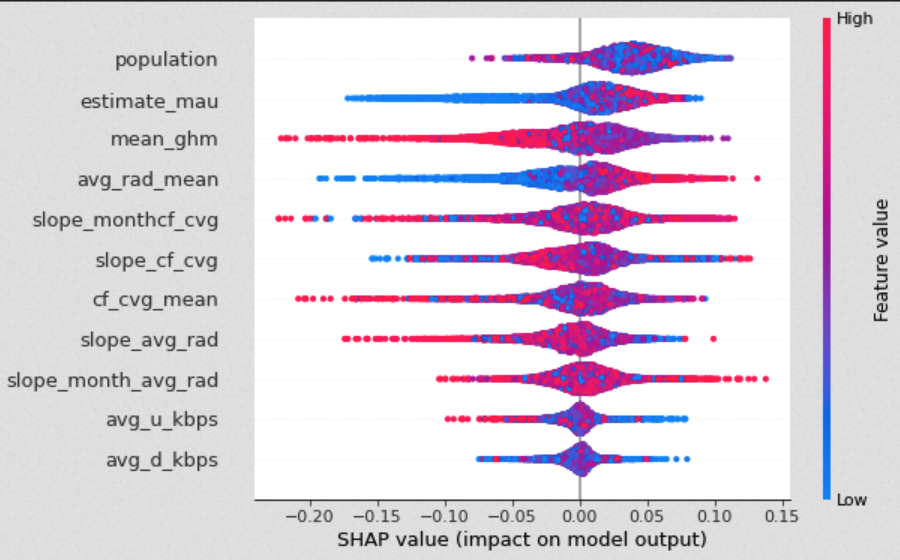 High
population
estimate_mau
mean_ghm
avg_rad_mean
slope_monthcf_cvg
slope_cf_cvg
cf_cvg_mean
slope_avg_rad
slope_month_avg_rad
avg_u_kbps
avg_d_kbps
Feature value
Low
−0.20 −0.15 −0.10 −0.05 0.00 0.05 0.10 0.15
SHAP value (impact on model output)